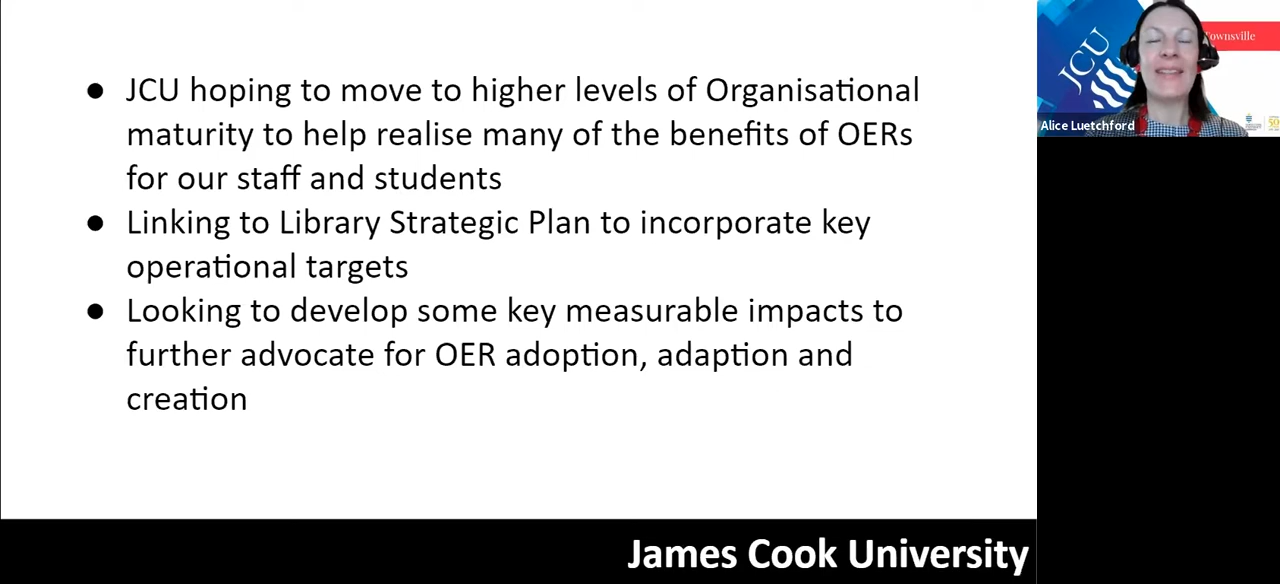 ● JCU hoping to move to higher levels of Organisational
maturity to help realise many of the benefits of OERs
for our staff and students
● Linking to Library Strategic Plan to incorporate key
operational targets
● Looking to develop some key measurable impacts to
further advocate for OER adoption, adaption and
creation
James Cook University
JCU
Townsville
Alice Luetchford